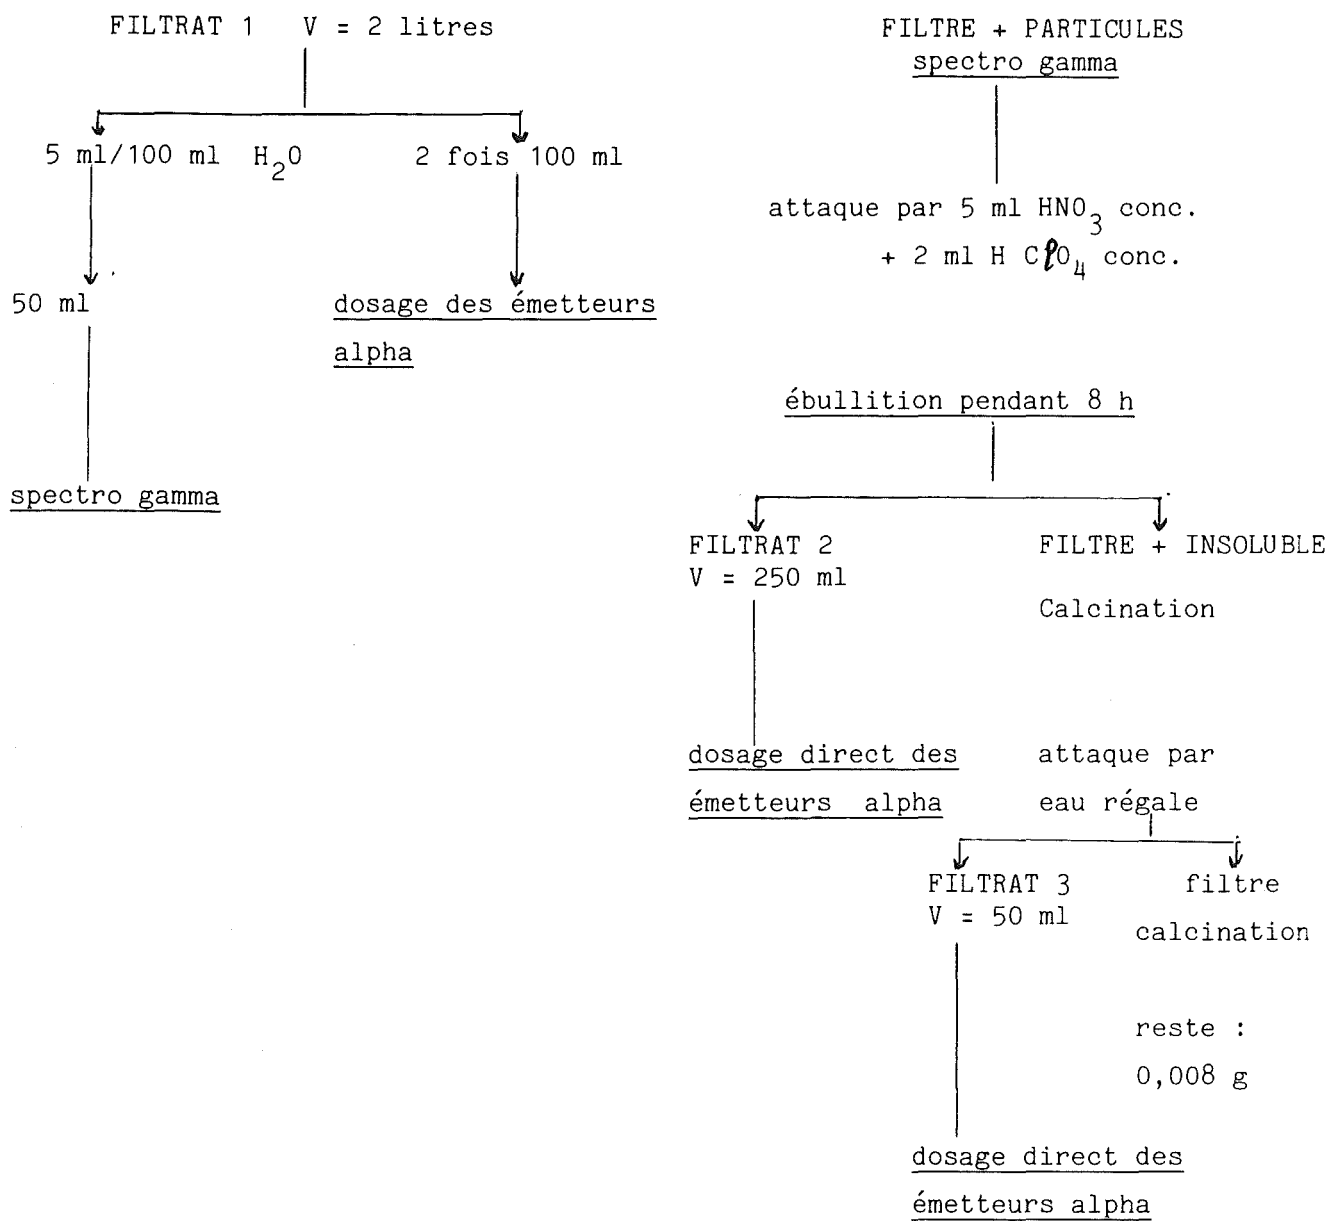 FILTRAT 1 V = 2 litres
5 ml/100 ml H2O
2 fois 100 ml
50 ml
dosage des émetteurs
alpha
spectro gamma
FILTRE + PARTICULES
spectro gamma
attaque par 5 ml HNO3 conc.
+ 2 ml H ClO4 conc.
ébullition pendant 8 h
FILTRAT 2
V = 250 ml
dosage direct des
émetteurs alpha
FILTRE + INSOLUBLE
Calcination
attaque par
eau régale
FILTRAT 3
V = 50 ml
dosage direct des
émetteurs alpha
filtre
calcination
reste :
0,008 g